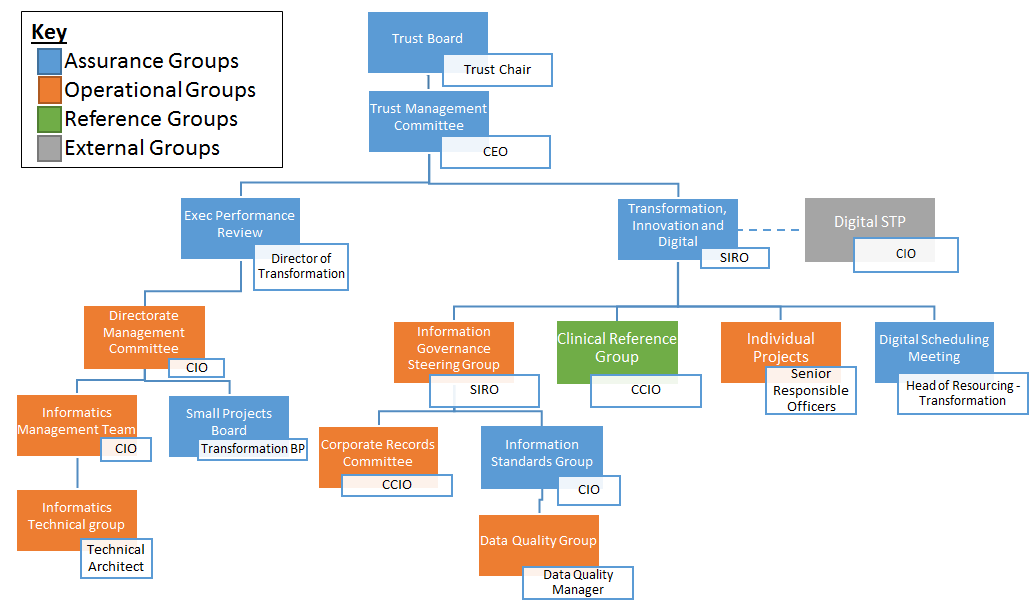 Key
Assurance Groups
Operational Groups
Reference Groups
External Groups
Trust Board
Trust Chair
Trust Management
Committee
CEO
Exec Performance
Review
Director of
Transformation
Transformation,
Innovation and
Digital
SIRO
Digital STP
CIO
Directorate
Management
Committee
CIO
Information
Governance
Steering Group
SIRO
Clinical Reference
Group
CCIO
Individual
Projects
Senior
Responsible
Officers
Digital Scheduling
Meeting
Head of Resourcing -
Transformation
Informatics
Management Team
CIO
Small Projects
Board
Transformation BP
Corporate Records
Committee
CCIO
Information
Standards Group
CIO
Informatics
Technical group
Technical
Architect
Data Quality Group
Data Quality
Manager